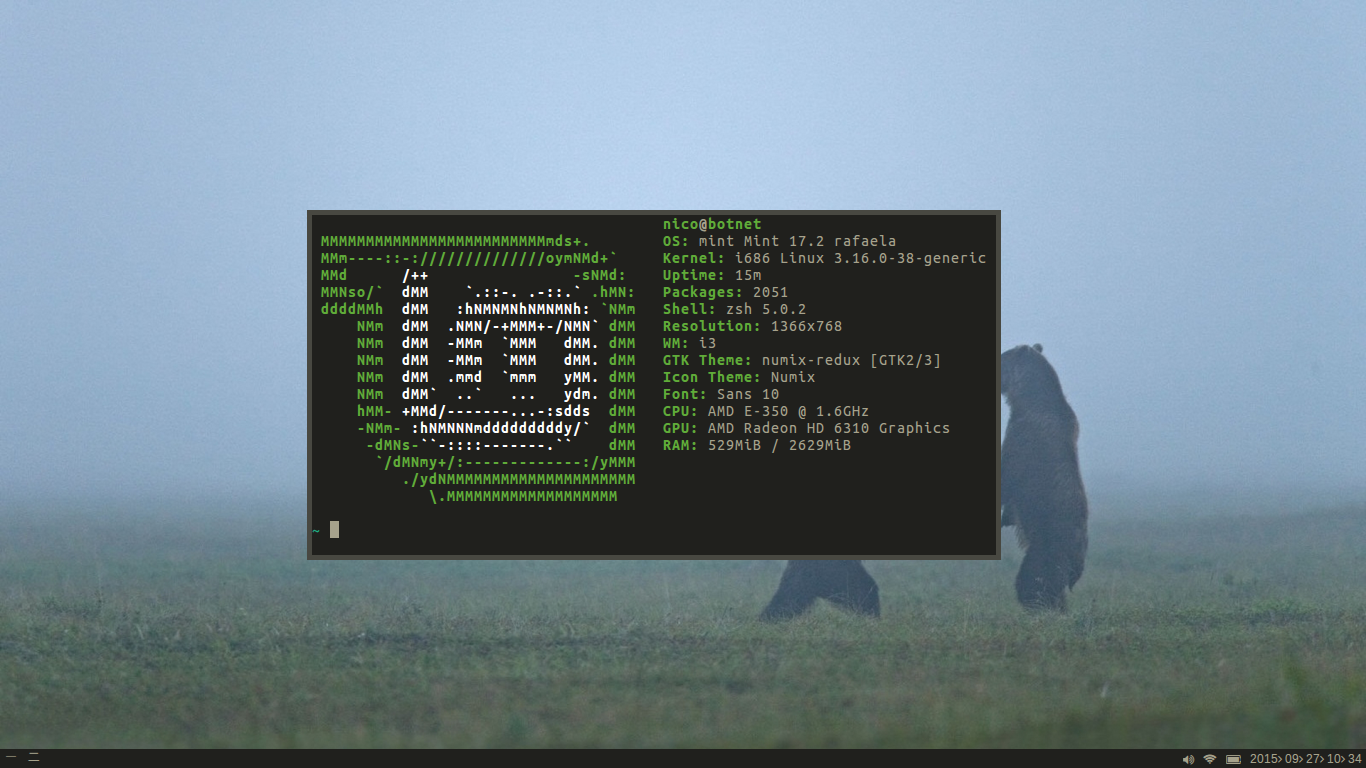 nico@botnet
MMMMMMMMMMMMMMMMMMMMMMMMMmds+.
OS: mint Mint 17.2 rafaela
MMm----::-://////////////oymNMd+`
Kernel: i686 Linux 3.16.0-38-generic
MMd /++ -sNMd:
Uptime: 15m
MMNso/` dMM `.::-. .-::.` .hMN:
Packages: 2051
ddddMMh dMM :hNMNMNhNMNMNh: `NMm
Shell: zsh 5.0.2
NMm dMM .NMN/-+MMM+-/NMN` dMM
Resolution: 1366x768
NMm dMM -MMm `MMM dMM. dMM
WM: i3
NMm dMM -MMm `MMM dMM. dMM
GTK Theme: numix-redux [GTK2/3]
NMm dMM .mmd `mmm yMM. dMM
Icon Theme: Numix
NMm dMM` ..` ... ydm. dMM
Font: Sans 10
hMM- +MMd/-------...-:sdds dMM
CPU: AMD E-350 @ 1.6GHz
-NMm- :hNMNNNmdddddddddy/` dMM
GPU: AMD Radeon HD 6310 Graphics
-dMNs-``-::::-------.`` dMM
RAM: 529MiB / 2629MiB
`/dMNmy+/:-------------:/yMMM
./ydNMMMMMMMMMMMMMMMMMMMMM
\.MMMMMMMMMMMMMMMMMMM
~
一 二
2015›09›27›10›34